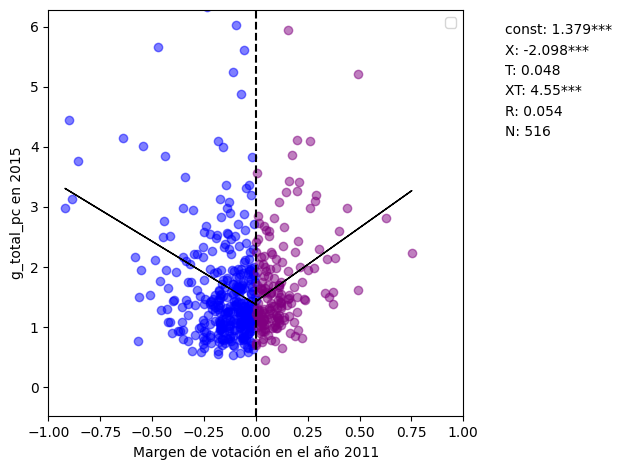 const: 1.379***
X: -2.098***
T: 0.048
XT: 4.55***
R: 0.054
N: 516
g_total_pc en 2015
6
5
4
3
2
1
0
-1.00 -0.75 -0.50 -0.25 0.00 0.25 0.50 0.75 1.00
Margen de votación en el año 2011